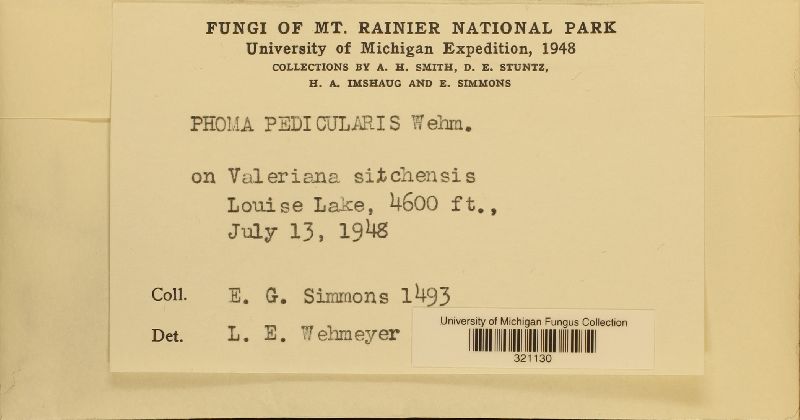 FUNGI OF MT. RAINIER NATIONAL PARK
University of Michigan Expedition, 1948
COLLECTIONS BY A. H. SMITH, D. E. STUNTZ,
H. A. IMSHAUG AND E. SIMMONS
PHOMA PEDICULARIS Wehm.
on Valeriana sitchensis
Louise Lake, 4600 ft.,
July 13, 1948
Coll. E. G. Simmons 1493
Det. L. E. Wehmeyer
University of Michigan Fungus Collection
321130